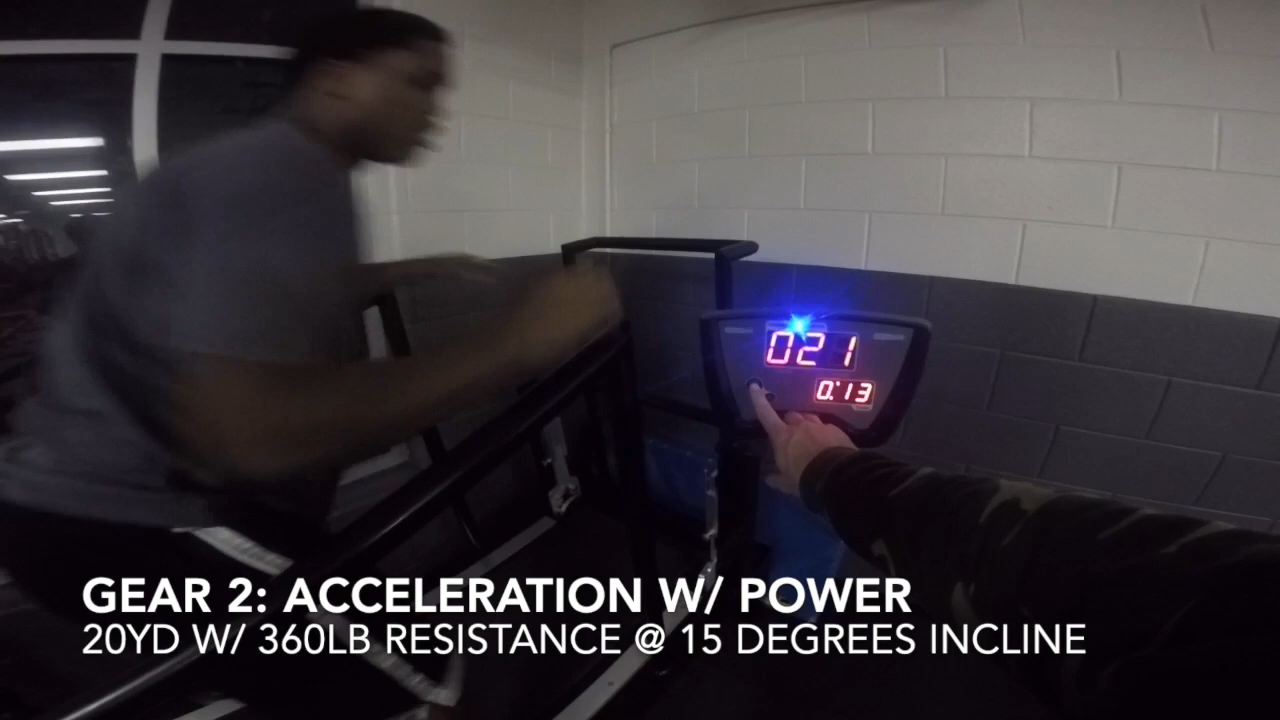 021
0:13
GEAR 2: ACCELERATION W/ POWER
20YD W/ 360LB RESISTANCE @ 15 DEGREES INCLINE